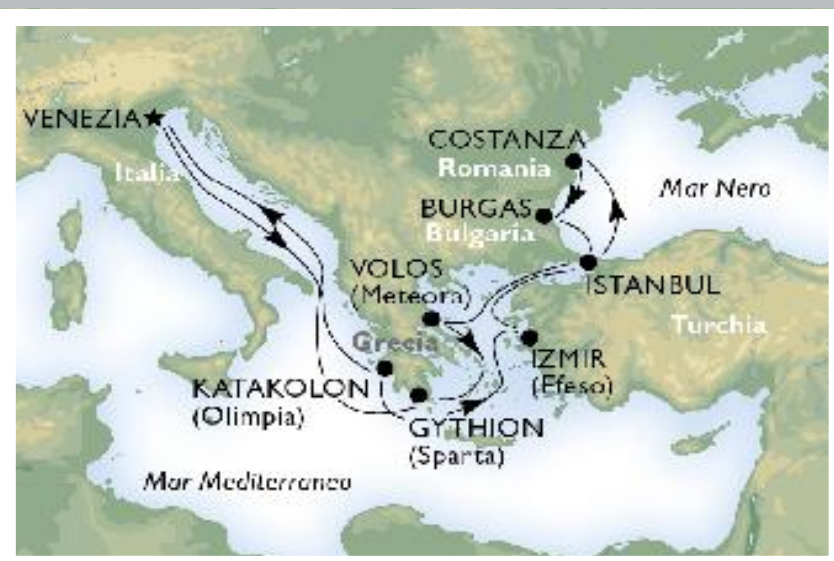 VENEZIA
Italia
COSTANZA
Romania
Mar Nero
BURGAS
Bulgaria
VOLOS
(Meteora)
ISTANBUL
Turchia
Grecia
IZMIR
(Efeso)
KATAKOLON
(Olimpia)
GYTHION
(Sparta)
Mar Mediterraneo